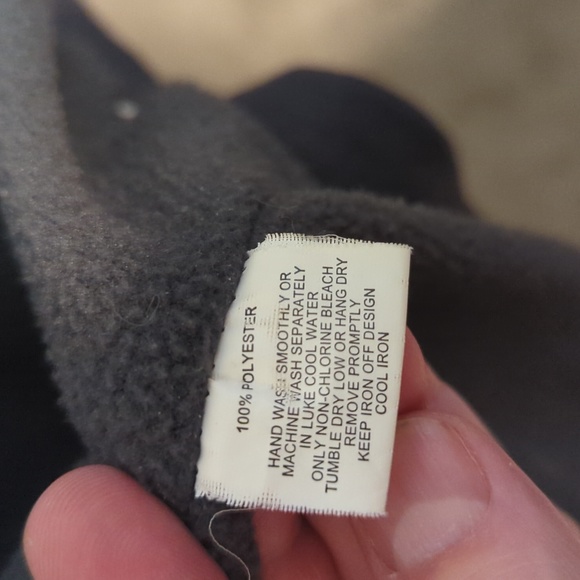 100% POLYESTER
HAND WASH SMOOTHLY OR
MACHINE WASH SEPARATELY
IN LUKE COOL WATER
ONLY NON-CHLORINE BLEACH
TUMBLE DRY LOW OR HANG DRY
REMOVE PROMPTLY
KEEP IRON OFF DESIGN
COOL IRON